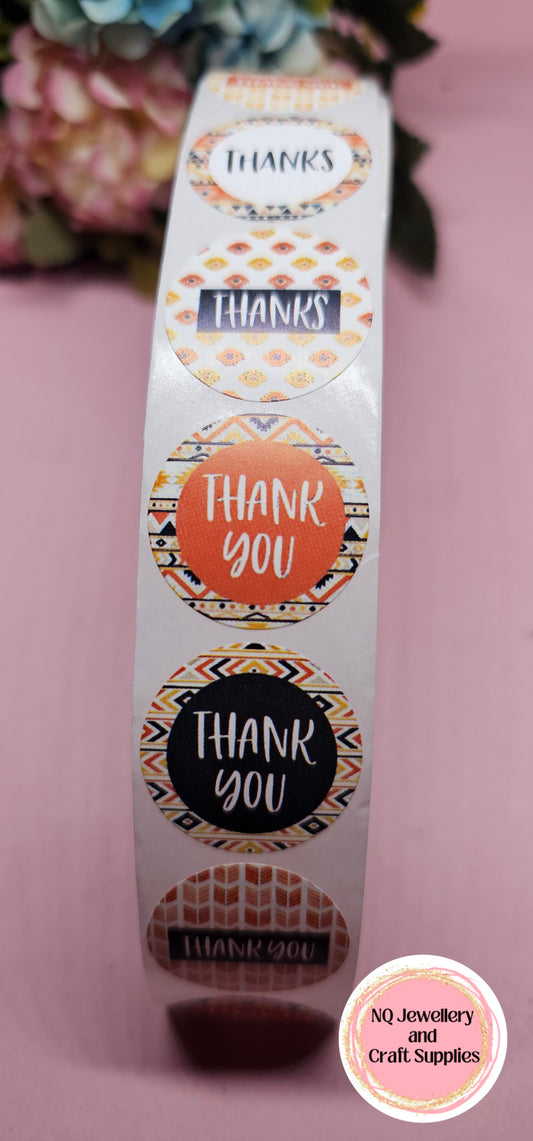 THANKS
THANKS
THANK
YOU
THANK
YOU
THANK YOU
NQ Jewellery
and
Craft Supplies